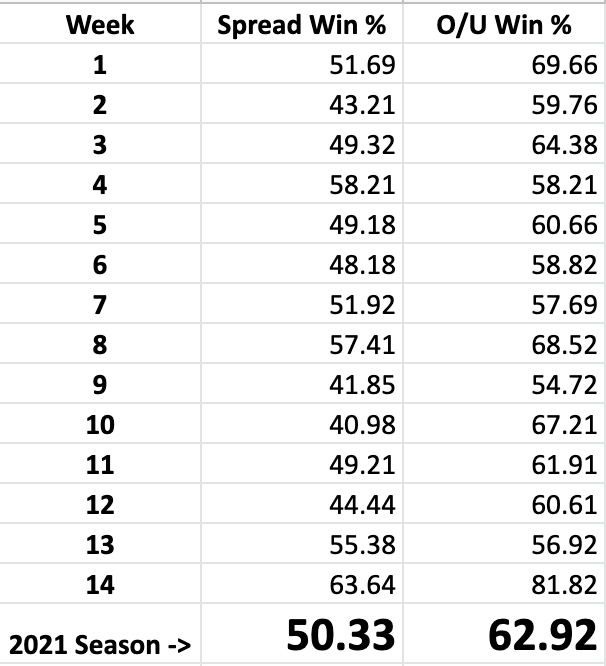 Week Spread Win % O/U Win %
1 51.69 69.66
2 43.21 59.76
3 49.32 64.38
4 58.21 58.21
5 49.18 60.66
6 48.18 58.82
7 51.92 57.69
8 57.41 68.52
9 41.85 54.72
10 40.98 67.21
11 49.21 61.91
12 44.44 60.61
13 55.38 56.92
14 63.64 81.82
2021 Season -> 50.33 62.92